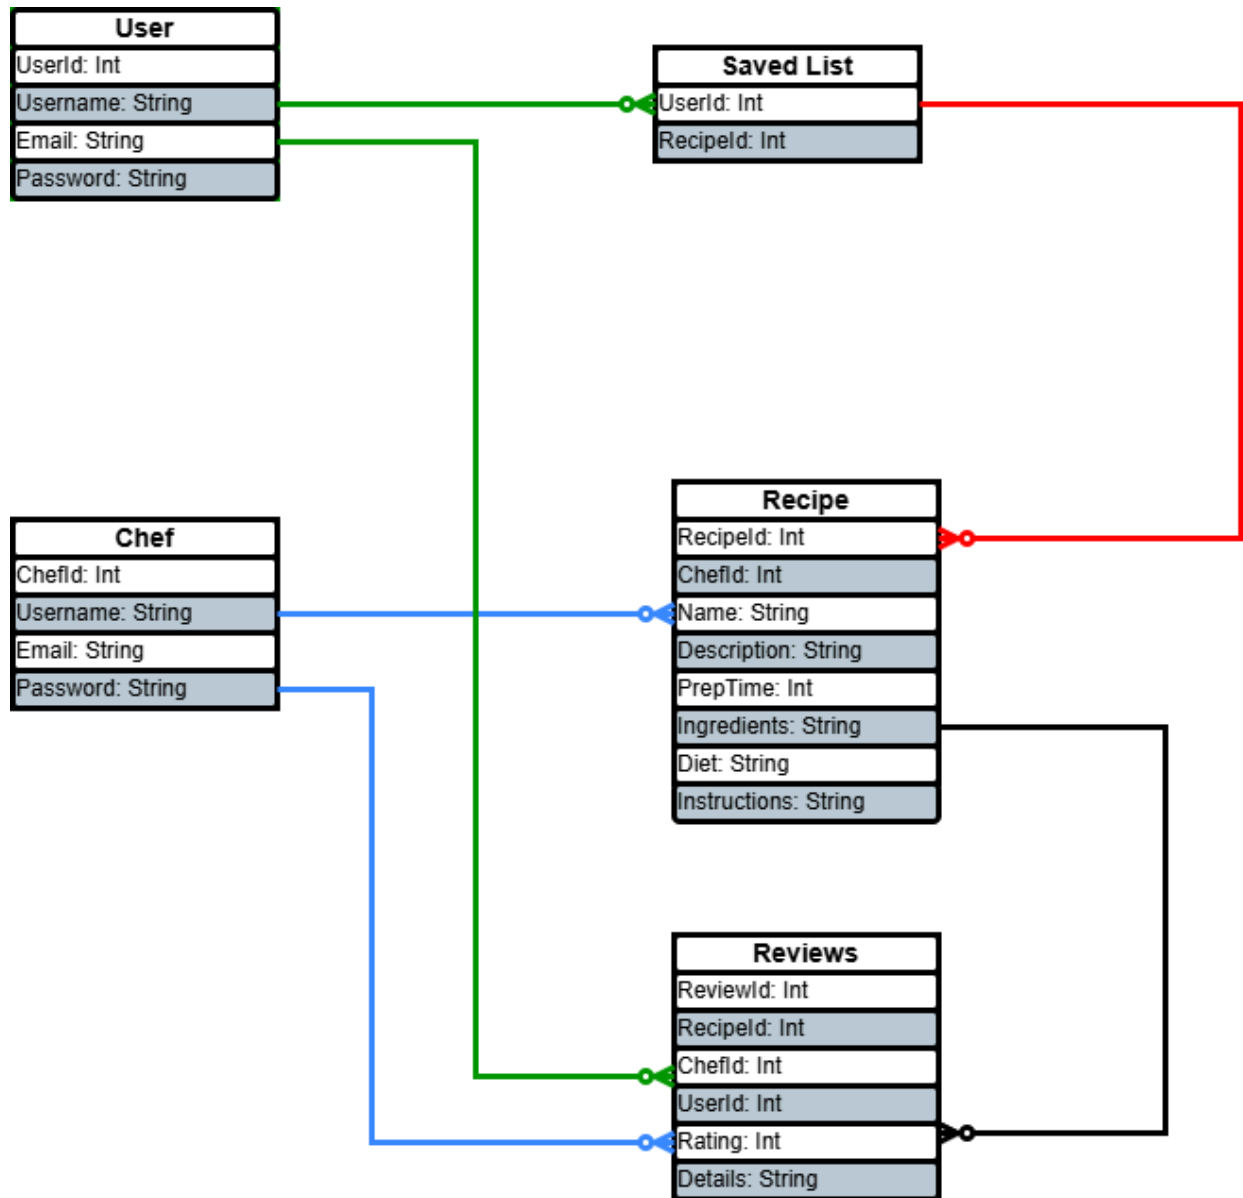 User
UserId: Int
Username: String
Email: String
Password: String
Saved List
UserId: Int
RecipeId: Int
Chef
ChefId: Int
Username: String
Email: String
Password: String
Recipe
RecipeId: Int
ChefId: Int
Name: String
Description: String
PrepTime: Int
Ingredients: String
Diet: String
Instructions: String
Reviews
ReviewId: Int
RecipeId: Int
ChefId: Int
UserId: Int
Rating: Int
Details: String